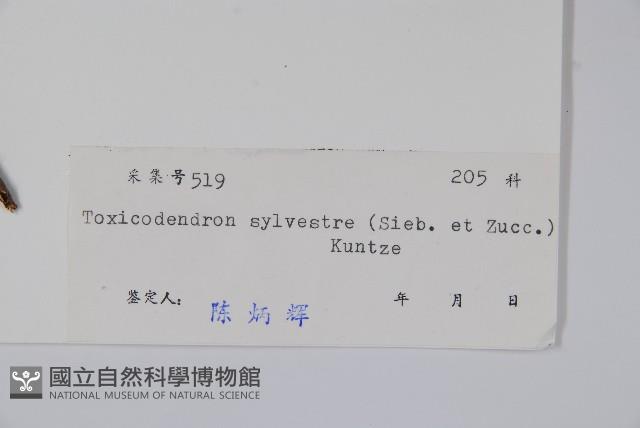 采集号519 205 科
Toxicodendron sylvestre (Sieb. et Zucc.)
Kuntze
鉴定人: 陈炳辉 年 月 日
國立自然科學博物館
NATIONAL MUSEUM OF NATURAL SCIENCE